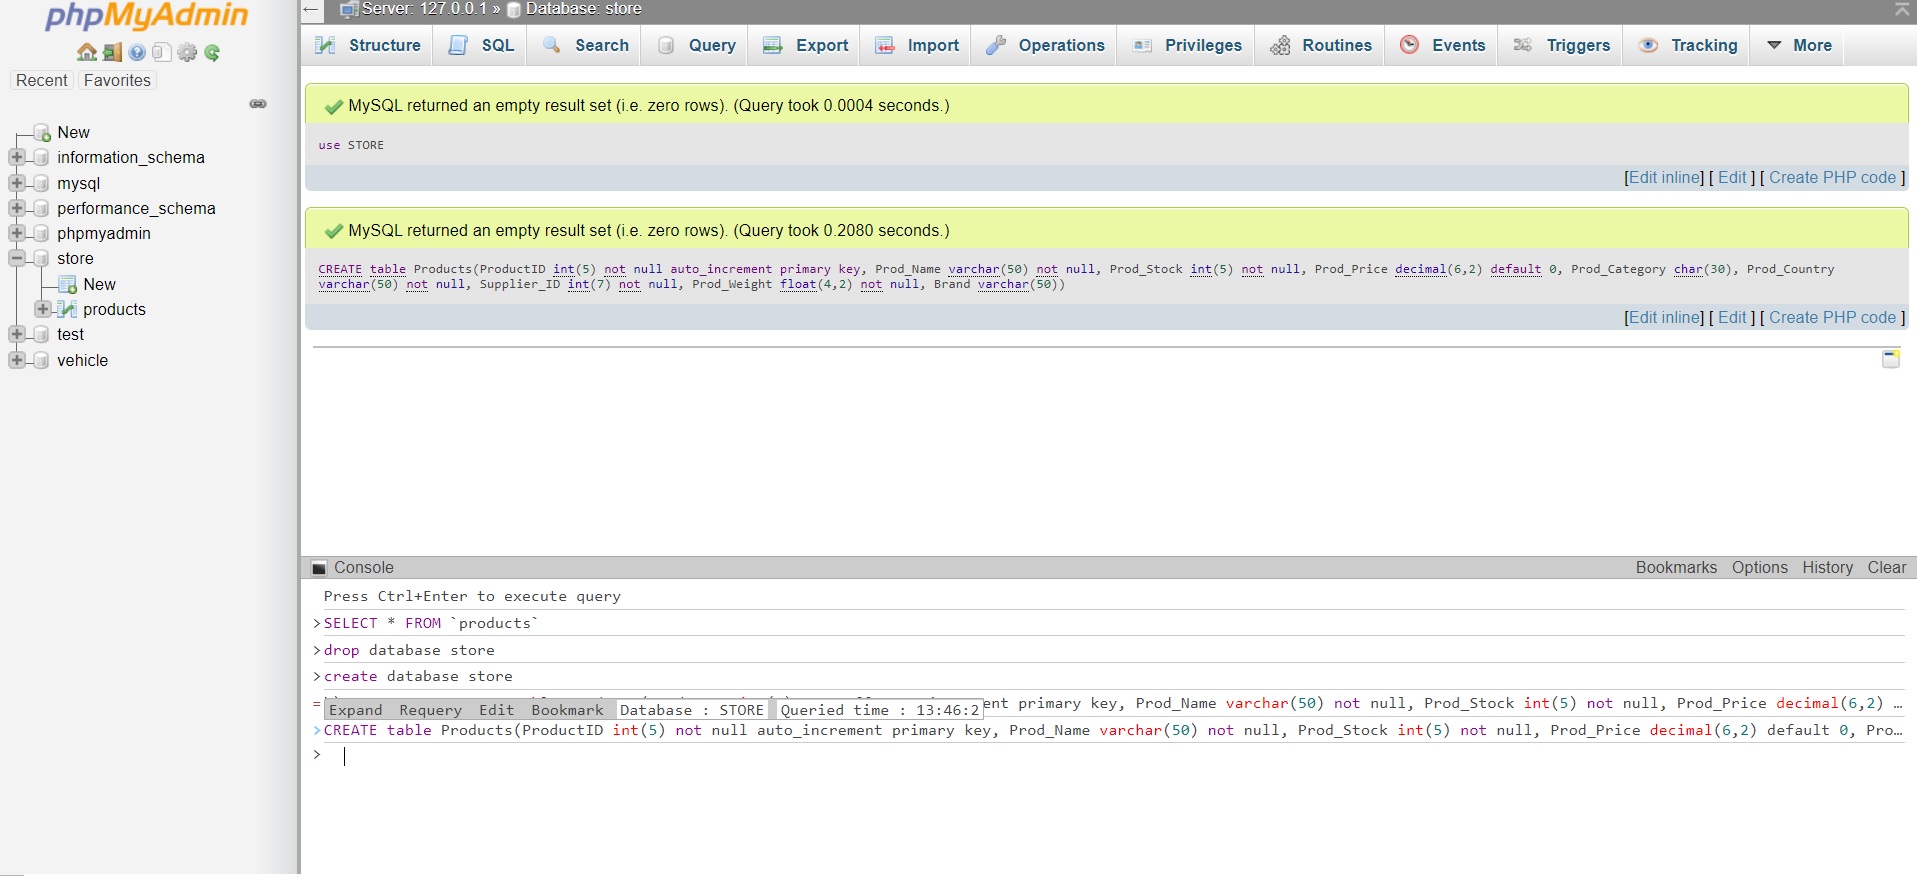 phpMyAdmin
Recent Favorites
New
information_schema
mysql
performance_schema
phpmyadmin
store
New
products
test
vehicle
Server: 127.0.0.1 » Database: store
Structure SQL Search Query Export Import Operations Privileges Routines Events Triggers Tracking More
MySQL returned an empty result set (i.e. zero rows). (Query took 0.0004 seconds.)
use STORE
[Edit inline] [ Edit ] [ Create PHP code ]
MySQL returned an empty result set (i.e. zero rows). (Query took 0.2080 seconds.)
CREATE table Products(ProductID int(5) not null auto_increment primary key, Prod_Name varchar(50) not null, Prod_Stock int(5) not null, Prod_Price decimal(6,2) default 0, Prod_Category char(30), Prod_Country
varchar(50) not null, Supplier_ID int(7) not null, Prod_Weight float(4,2) not null, Brand varchar(50))
[Edit inline] [ Edit ] [ Create PHP code ]
Console Bookmarks Options History Clear
Press Ctrl+Enter to execute query
>SELECT * FROM `products`
>drop database store
>create database store
primary key, Prod_Name varchar(50) not null, Prod_Stock int(5) not null, Prod_Price decimal(6,2) …
Expand Requery Edit Bookmark Database : STORE Queried time : 13:46:2
>CREATE table Products(ProductID int(5) not null auto_increment primary key, Prod_Name varchar(50) not null, Prod_Stock int(5) not null, Prod_Price decimal(6,2) default 0, Pro…
>